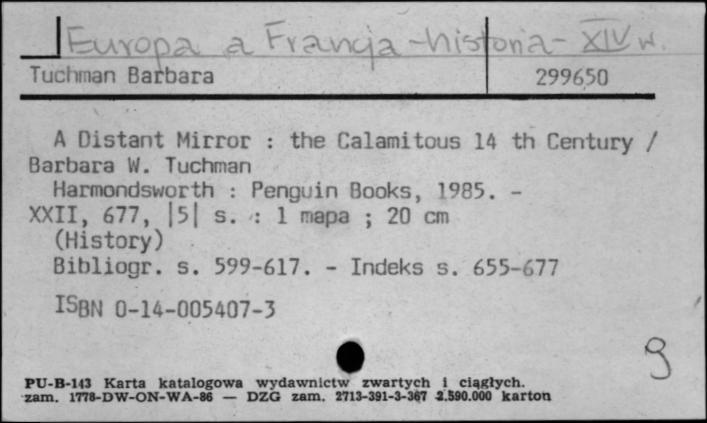 Europa a Francja - historia - XIV w.
Tuchman Barbara 299650
A Distant Mirror : the Calamitous 14 th Century /
Barbara W. Tuchman
Harmondsworth : Penguin Books, 1985. -
XXII, 677, |5| s. : 1 mapa ; 20 cm
(History)
Bibliogr. s. 599-617. - Indeks s. 655-677
ISBN 0-14-005407-3
g
PU-B-143 Karta katalogowa wydawnictw zwartych i ciągłych.
zam. 1778-DW-ON-WA-86 — DZG zam. 2713-391-3-367 2.590.000 karton